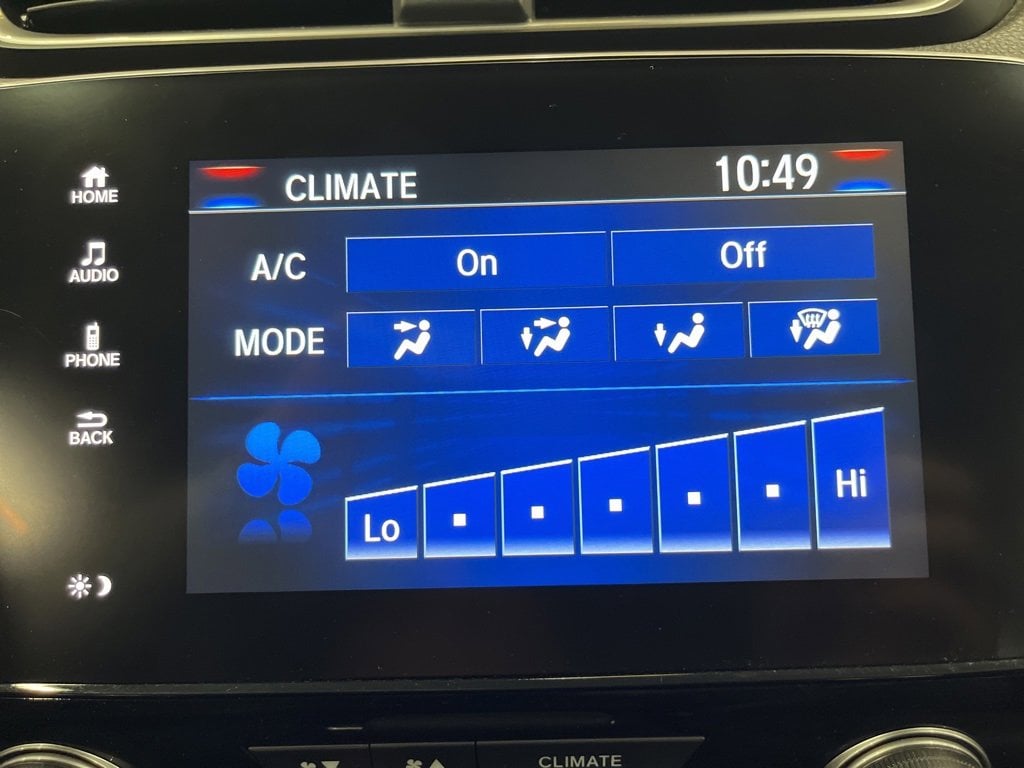 CLIMATE 10:49
HOME
A/C On Off
AUDIO
MODE
PHONE
BACK
Lo Hi
CLIMATE